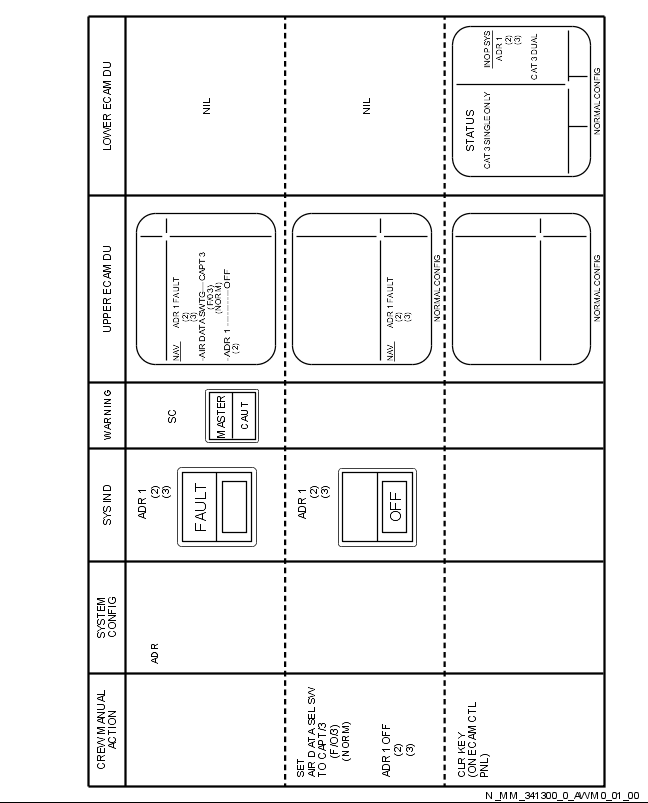 CREW MANUAL
ACTION
SYSTEM
CONFIG
SYS IND
WARNING
UPPER ECAM DU
LOWER ECAM DU
ADR
ADR 1
(2)
(3)
FAULT
SC
MASTER
CAUT
NAV ADR 1 FAULT
(2)
(3)
-AIR DATA SWTG----CAPT 3
(F/O3)
(NORM)
-ADR 1 ------------OFF
(2)
NIL
SET
AIR DATA SEL SW
TO CAPT/3
(F/O/3)
(NORM)
ADR 1 OFF
(2)
(3)
ADR 1
(2)
(3)
OFF
NAV ADR 1 FAULT
(2)
(3)
NORMAL CONFIG
NIL
CLR KEY
(ON ECAM CTL
PNL)
NORMAL CONFIG
STATUS
CAT 3 SINGLE ONLY
INOP SYS
ADR 1
(2)
(3)
CAT 3 DUAL
NORMAL CONFIG
N_MM_341300_0_AWM0_01_00